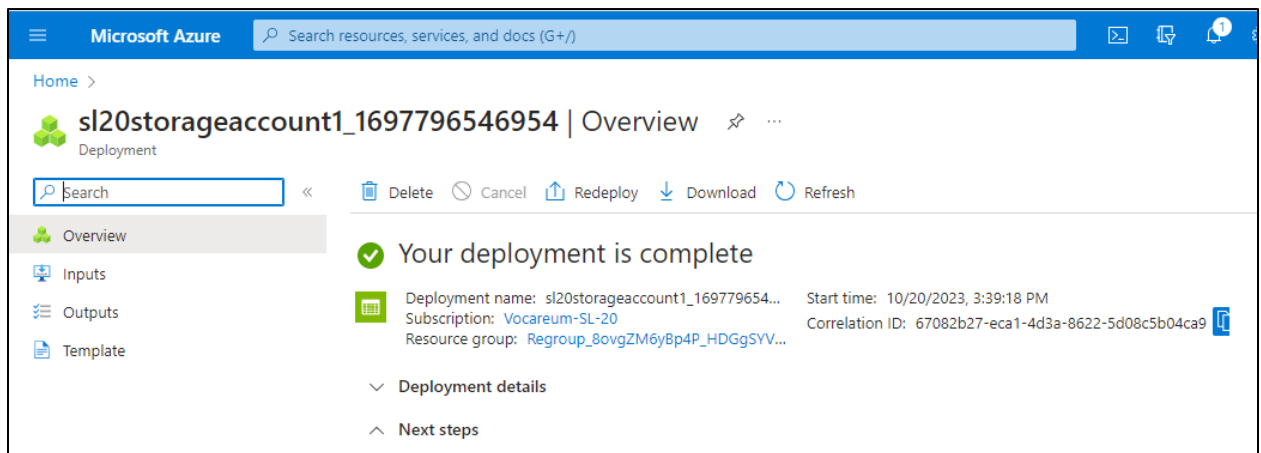 Microsoft Azure
Search resources, services, and docs (G+/)
1
Home >
sl20storageaccount1_1697796546954 | Overview ...
Deployment
Search «
Delete Cancel Redeploy Download Refresh
Overview
Inputs
Outputs
Template
Your deployment is complete
Deployment name: sl20storageaccount1_169779654...
Subscription: Vocareum-SL-20
Resource group: Regroup_8ovgZM6yBp4P_HDGgSYV...
Start time: 10/20/2023, 3:39:18 PM
Correlation ID: 67082b27-eca1-4d3a-8622-5d08c5b04ca9
Deployment details
Next steps